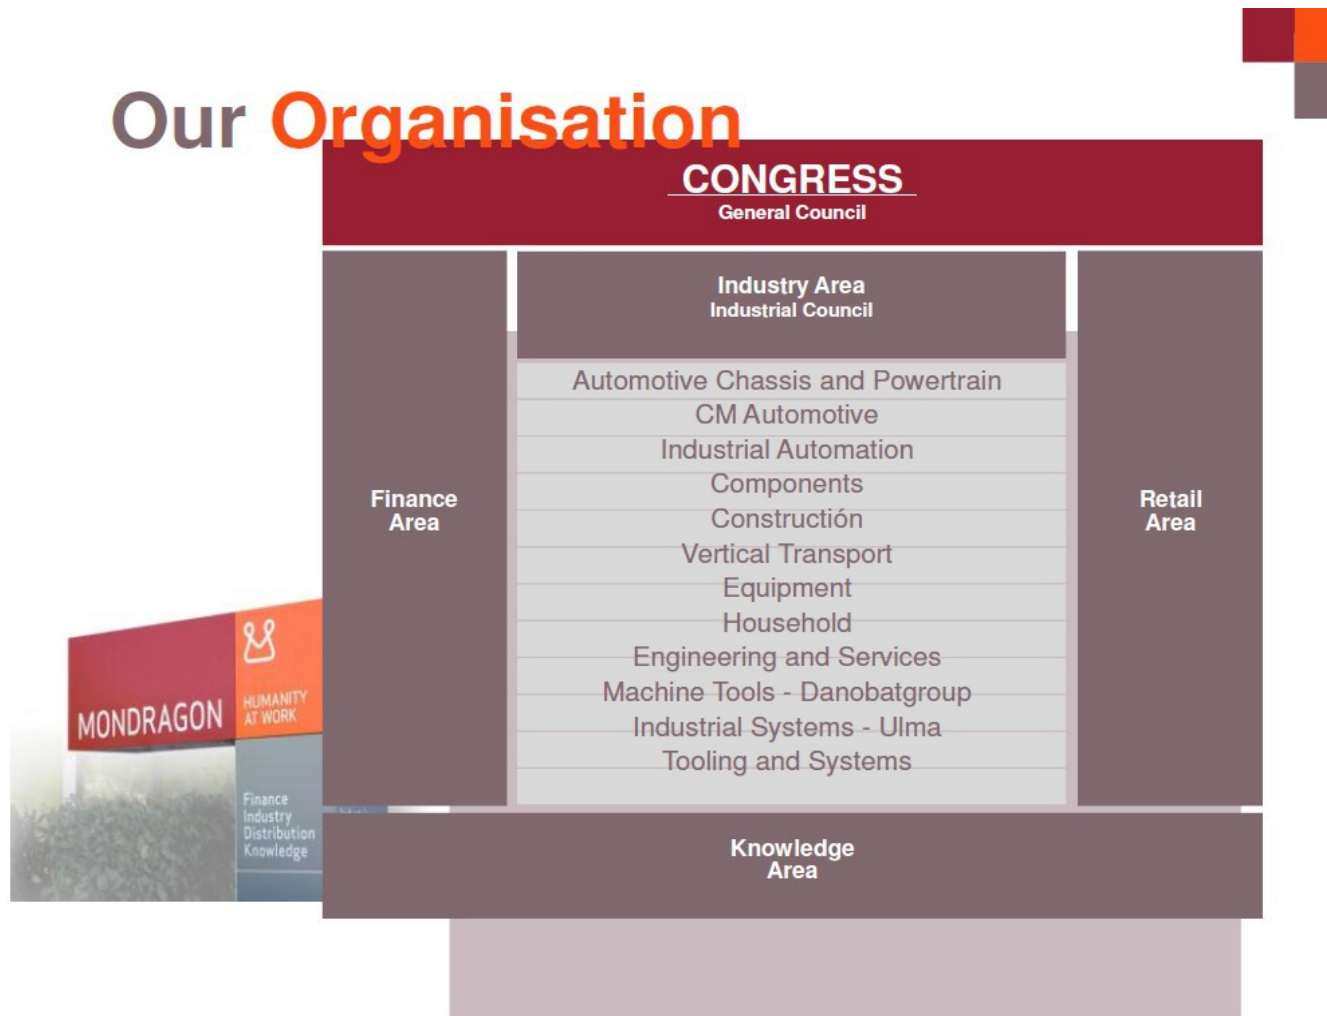 Our Organisation
CONGRESS
General Council
Industry Area
Industrial Council
Automotive Chassis and Powertrain
CM Automotive
Industrial Automation
Components
Constructión
Vertical Transport
Equipment
Household
Engineering and Services
Machine Tools - Danobatgroup
Industrial Systems - Ulma
Tooling and Systems
Finance
Area
Retail
Area
Knowledge
Area
MONDRAGON
HUMANITY
AT WORK
Finance
Industry
Distribution
Knowledge